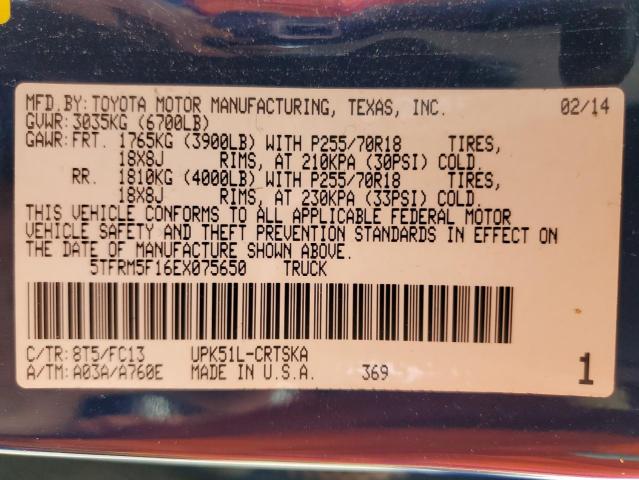 MFD.BY:TOYOTA MOTOR MANUFACTURING, TEXAS, INC. 02/14
GVWR:3035KG (6700LB)
GAWR:FRT. 1765KG (3900LB) WITH P255/70R18 TIRES,
18X8J RIMS, AT 210KPA (30PSI) COLD.
RR. 1810KG (4000LB) WITH P255/70R18 TIRES,
18X8J RIMS, AT 230KPA (33PSI) COLD.
THIS VEHICLE CONFORMS TO ALL APPLICABLE FEDERAL MOTOR
VEHICLE SAFETY AND THEFT PREVENTION STANDARDS IN EFFECT ON
THE DATE OF MANUFACTURE SHOWN ABOVE.
5TFRM5F16EX075650 TRUCK
C/TR:8T5/FC13 UPK51L-CRTSKA
A/TM:A03A/A760E MADE IN U.S.A. 369 1